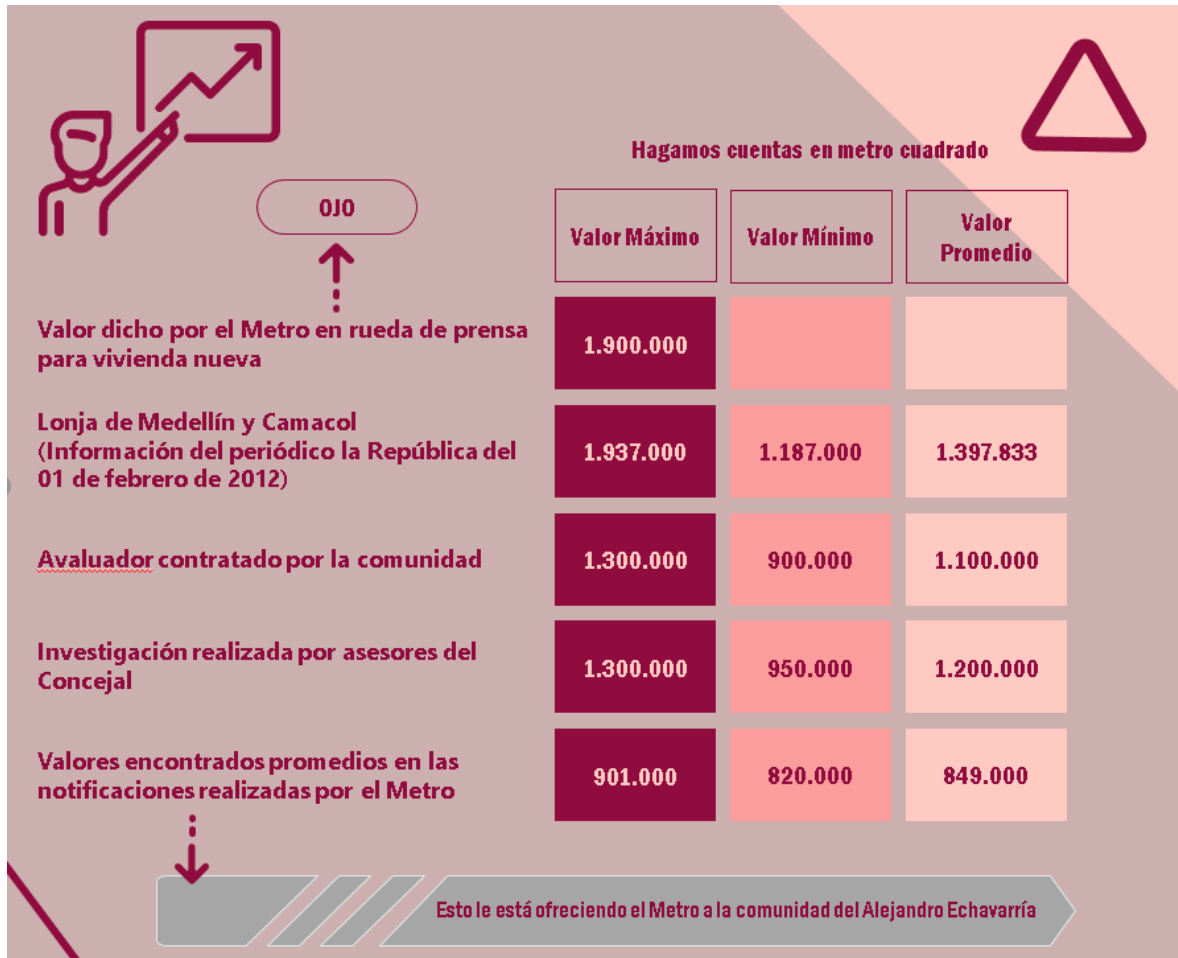 Hagamos cuentas en metro cuadrado
OJO
Valor Máximo
Valor Mínimo
Valor
Promedio
Valor dicho por el Metro en rueda de prensa
para vivienda nueva
1.900.000
Lonja de Medellín y Camacol
(Información del periódico la República del
01 de febrero de 2012)
1.937.000
1.187.000
1.397.833
Avaluador contratado por la comunidad
1.300.000
900.000
1.100.000
Investigación realizada por asesores del
Concejal
1.300.000
950.000
1.200.000
Valores encontrados promedios en las
notificaciones realizadas por el Metro
901.000
820.000
849.000
Esto le está ofreciendo el Metro a la comunidad del Alejandro Echavarría